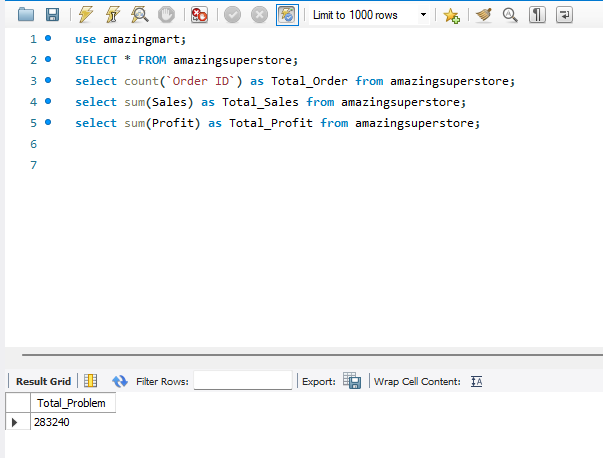 Limit to 1000 rows
1 use amazingmart;
2 SELECT * FROM amazingsuperstore;
3 select count(`Order ID`) as Total_Order from amazingsuperstore;
4 select sum(Sales) as Total_Sales from amazingsuperstore;
5 select sum(Profit) as Total_Profit from amazingsuperstore;
6
7
Result Grid Filter Rows: Export: Wrap Cell Content: IA
Total_Problem
283240